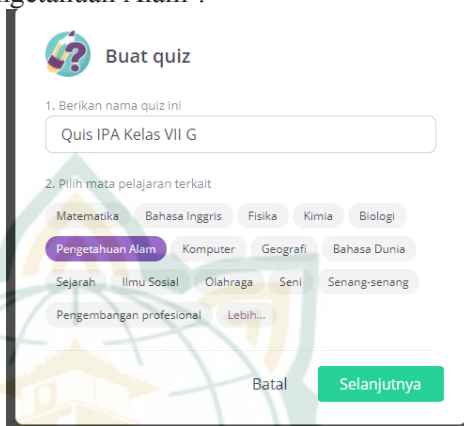 ngetahuan Alam".
Buat quiz
1. Berikan nama quiz ini
Quis IPA Kelas VII G
2. Pilih mata pelajaran terkait
Matematika Bahasa Inggris Fisika Kimia Biologi
Pengetahuan Alam Komputer Geografi Bahasa Dunia
Sejarah Ilmu Sosial Olahraga Seni Senang-senang
Pengembangan profesional Lebih...
Batal Selanjutnya